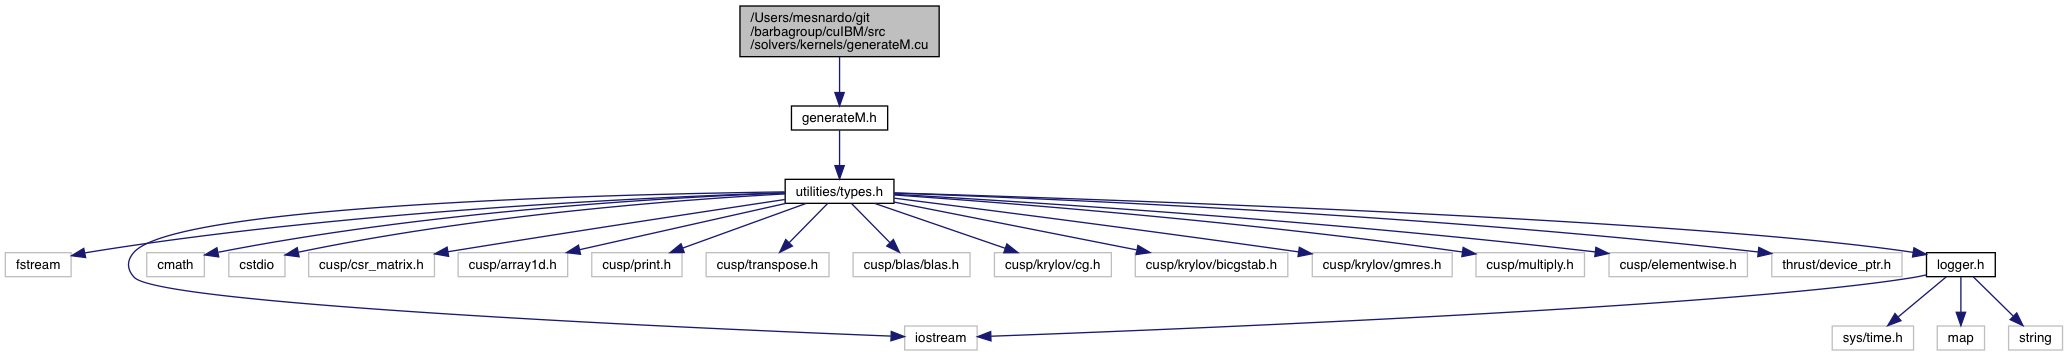 /Users/mesnardo/git
/barbagroup/cuIBM/src
/solvers/kernels/generateM.cu
generateM.h
utilities/types.h
fstream
cmath
cstdio
cusp/csr_matrix.h
cusp/array1d.h
cusp/print.h
cusp/transpose.h
cusp/blas/blas.h
cusp/krylov/cg.h
cusp/krylov/bicgstab.h
cusp/krylov/gmres.h
cusp/multiply.h
cusp/elementwise.h
thrust/device_ptr.h
logger.h
iostream
sys/time.h
map
string